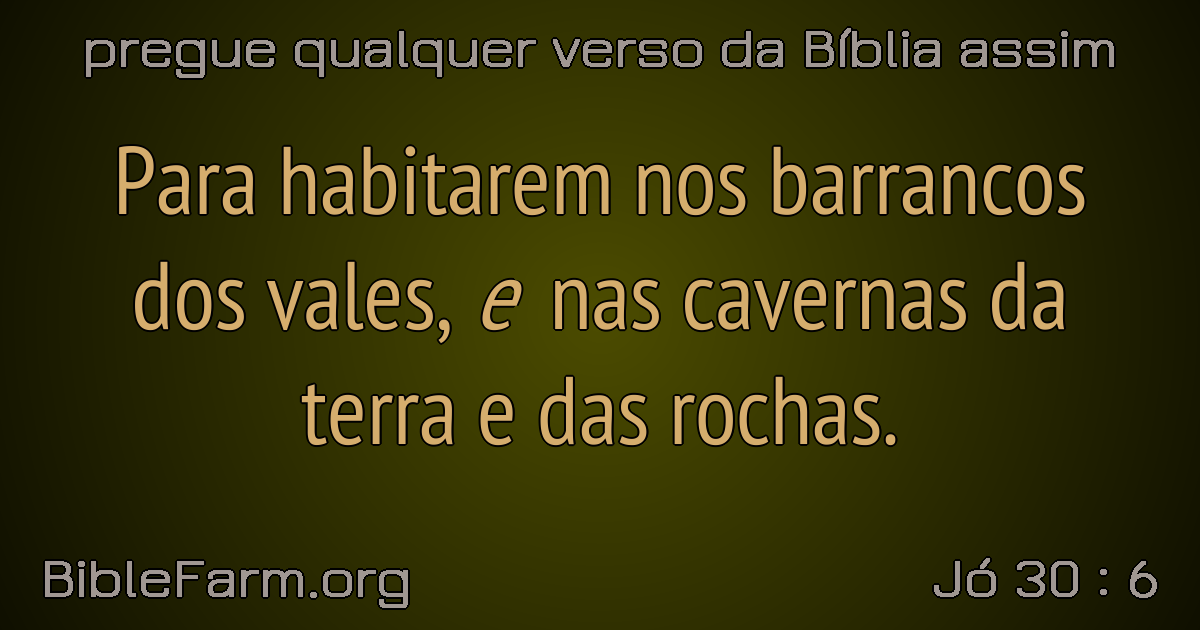 pregue qualquer verso da Bíblia assim
Para habitarem nos barrancos
dos vales, e nas cavernas da
terra e das rochas.
BibleFarm.org
Jó 30 : 6